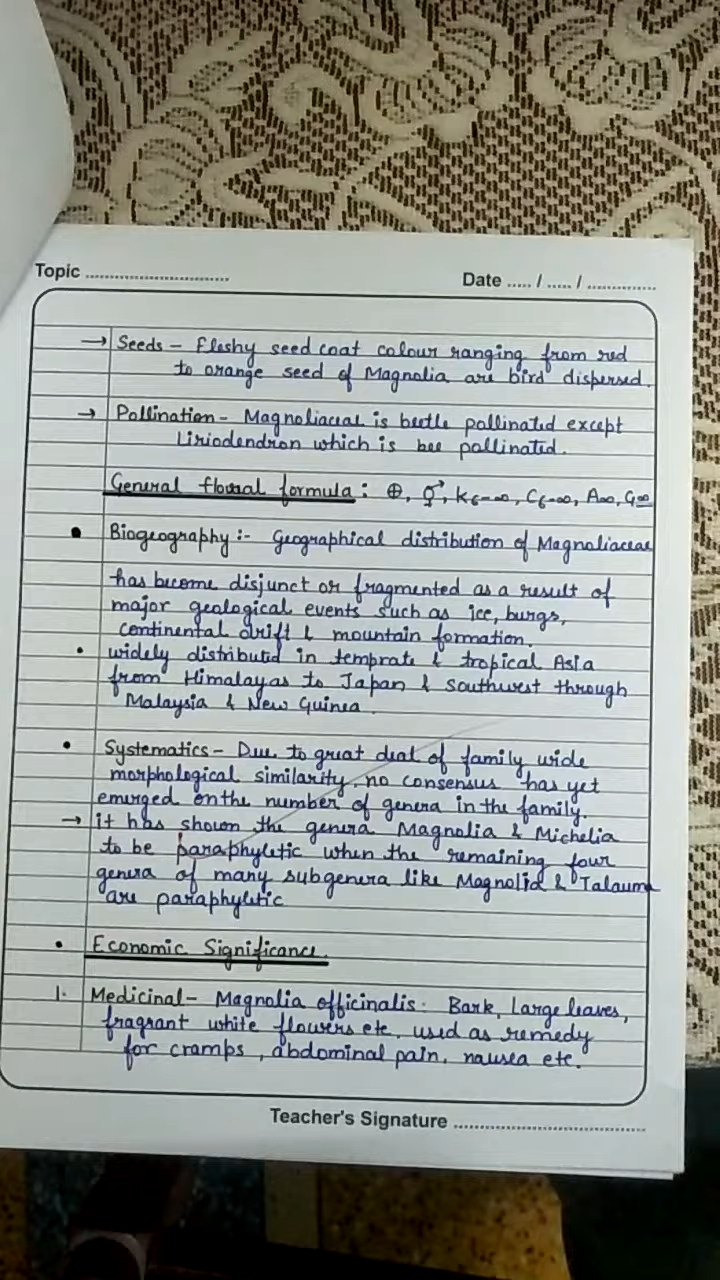 Topic ............................. Date ..... / ..... / ..............
→ Seeds – Fleshy seed coat colour ranging from red
to orange seed of Magnolia are bird dispersed.
→ Pollination – Magnoliaceae is beetle pollinated except
Liriodendron which is bee pollinated.
General floural formula : ⊕, ⚥, K6-∞, C6-∞, A∞, G∞
• Biogeography :- Geographical distribution of Magnoliaceae
has become disjunct or fragmented as a result of
major geological events such as ice, burgs,
continental drift & mountain formation.
• widely distributed in temprate & tropical Asia
from Himalayas to Japan & Southwest through
Malaysia & New Guinea.
• Systematics – Due to great deal of family wide
morphological similarity, no consensus has yet
emerged on the number of genera in the family.
→ it has shown the genera Magnolia & Michelia
to be paraphyletic when the remaining four
genera of many subgenera like Magnolid & Talauma
are paraphyletic
• Economic Significance.
1. Medicinal – Magnolia officinalis. Bark, Large leaves,
fragrant white flowers etc. used as remedy
for cramps, abdominal pain, nausea etc.
Teacher's Signature .......................................